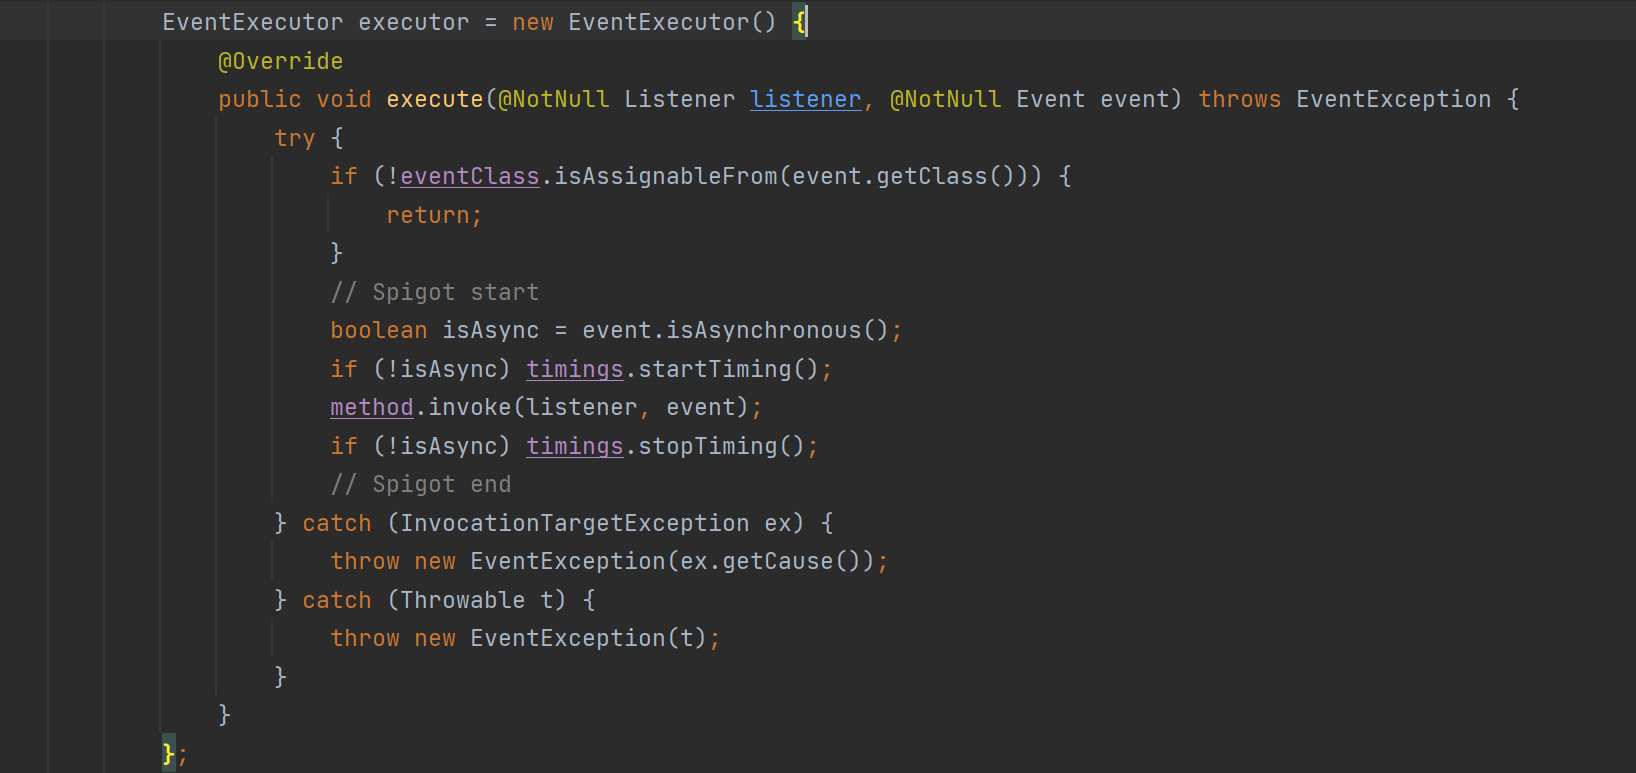 EventExecutor executor = new EventExecutor() {
@Override
public void execute(@NotNull Listener listener, @NotNull Event event) throws EventException {
try {
if (!eventClass.isAssignableFrom(event.getClass())) {
return;
}
// Spigot start
boolean isAsync = event.isAsynchronous();
if (!isAsync) timings.startTiming();
method.invoke(listener, event);
if (!isAsync) timings.stopTiming();
// Spigot end
} catch (InvocationTargetException ex) {
throw new EventException(ex.getCause());
} catch (Throwable t) {
throw new EventException(t);
}
}
};